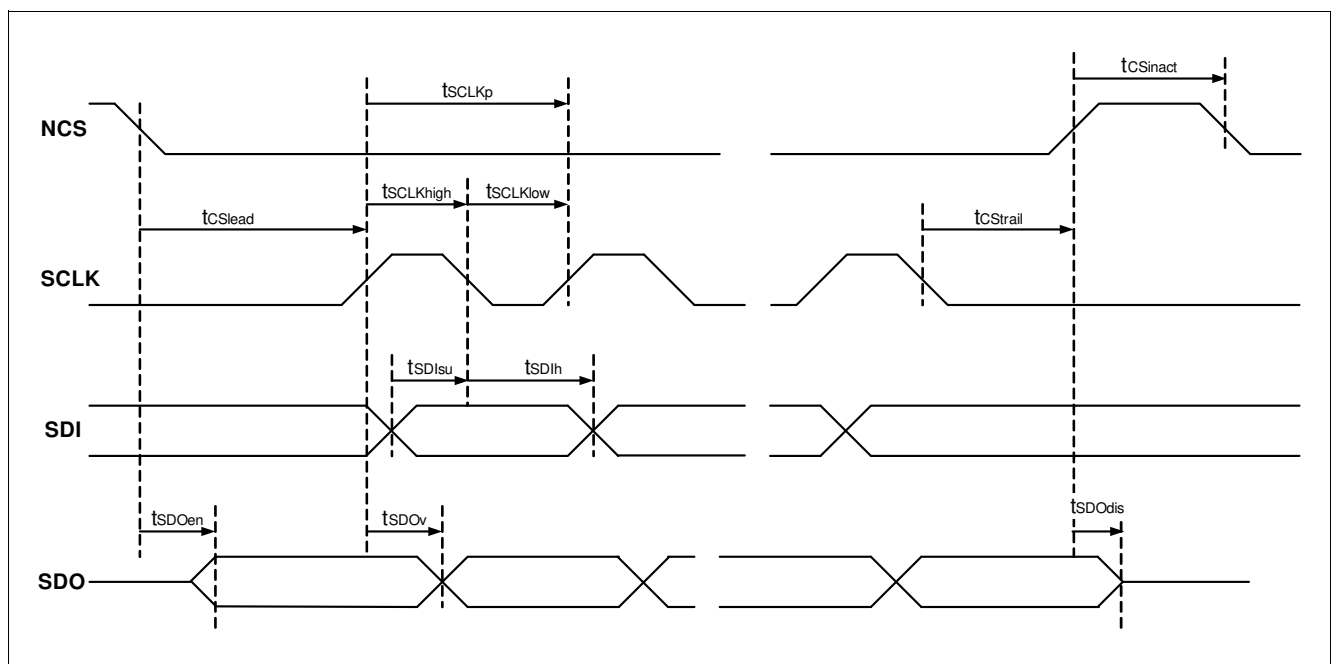 tCSinact
tSCLKp
NCS
tSCLKhigh
tSCLKlow
tCSlead
tCStrail
SCLK
tSDIsu
tSDIh
SDI
tSDOen
tSDOv
tSDOdis
SDO